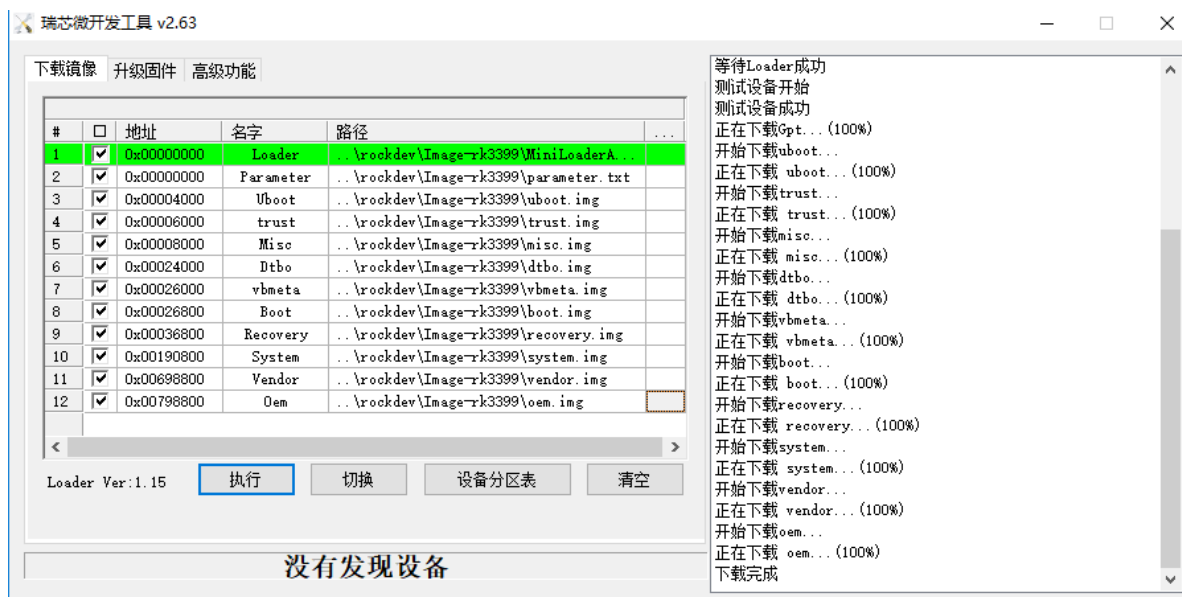 瑞芯微开发工具 v2.63
下载镜像 升级固件 高级功能
# 地址 名字 路径 ...
1 0x00000000 Loader ..\rockdev\Image-rk3399\MiniLoaderA...
2 0x00000000 Parameter ..\rockdev\Image-rk3399\parameter.txt
3 0x00004000 Uboot ..\rockdev\Image-rk3399\uboot.img
4 0x00006000 trust ..\rockdev\Image-rk3399\trust.img
5 0x00008000 Misc ..\rockdev\Image-rk3399\misc.img
6 0x00024000 Dtbo ..\rockdev\Image-rk3399\dtbo.img
7 0x00026000 vbmeta ..\rockdev\Image-rk3399\vbmeta.img
8 0x00026800 Boot ..\rockdev\Image-rk3399\boot.img
9 0x00036800 Recovery ..\rockdev\Image-rk3399\recovery.img
10 0x00190800 System ..\rockdev\Image-rk3399\system.img
11 0x00698800 Vendor ..\rockdev\Image-rk3399\vendor.img
12 0x00798800 Oem ..\rockdev\Image-rk3399\oem.img
Loader Ver:1.15 执行 切换 设备分区表 清空
没有发现设备
等待Loader成功
测试设备开始
测试设备成功
正在下载Gpt...(100%)
开始下载uboot...
正在下载 uboot...(100%)
开始下载trust...
正在下载 trust...(100%)
开始下载misc...
正在下载 misc...(100%)
开始下载dtbo...
正在下载 dtbo...(100%)
开始下载vbmeta...
正在下载 vbmeta...(100%)
开始下载boot...
正在下载 boot...(100%)
开始下载recovery...
正在下载 recovery...(100%)
开始下载system...
正在下载 system...(100%)
开始下载vendor...
正在下载 vendor...(100%)
开始下载oem...
正在下载 oem...(100%)
下载完成